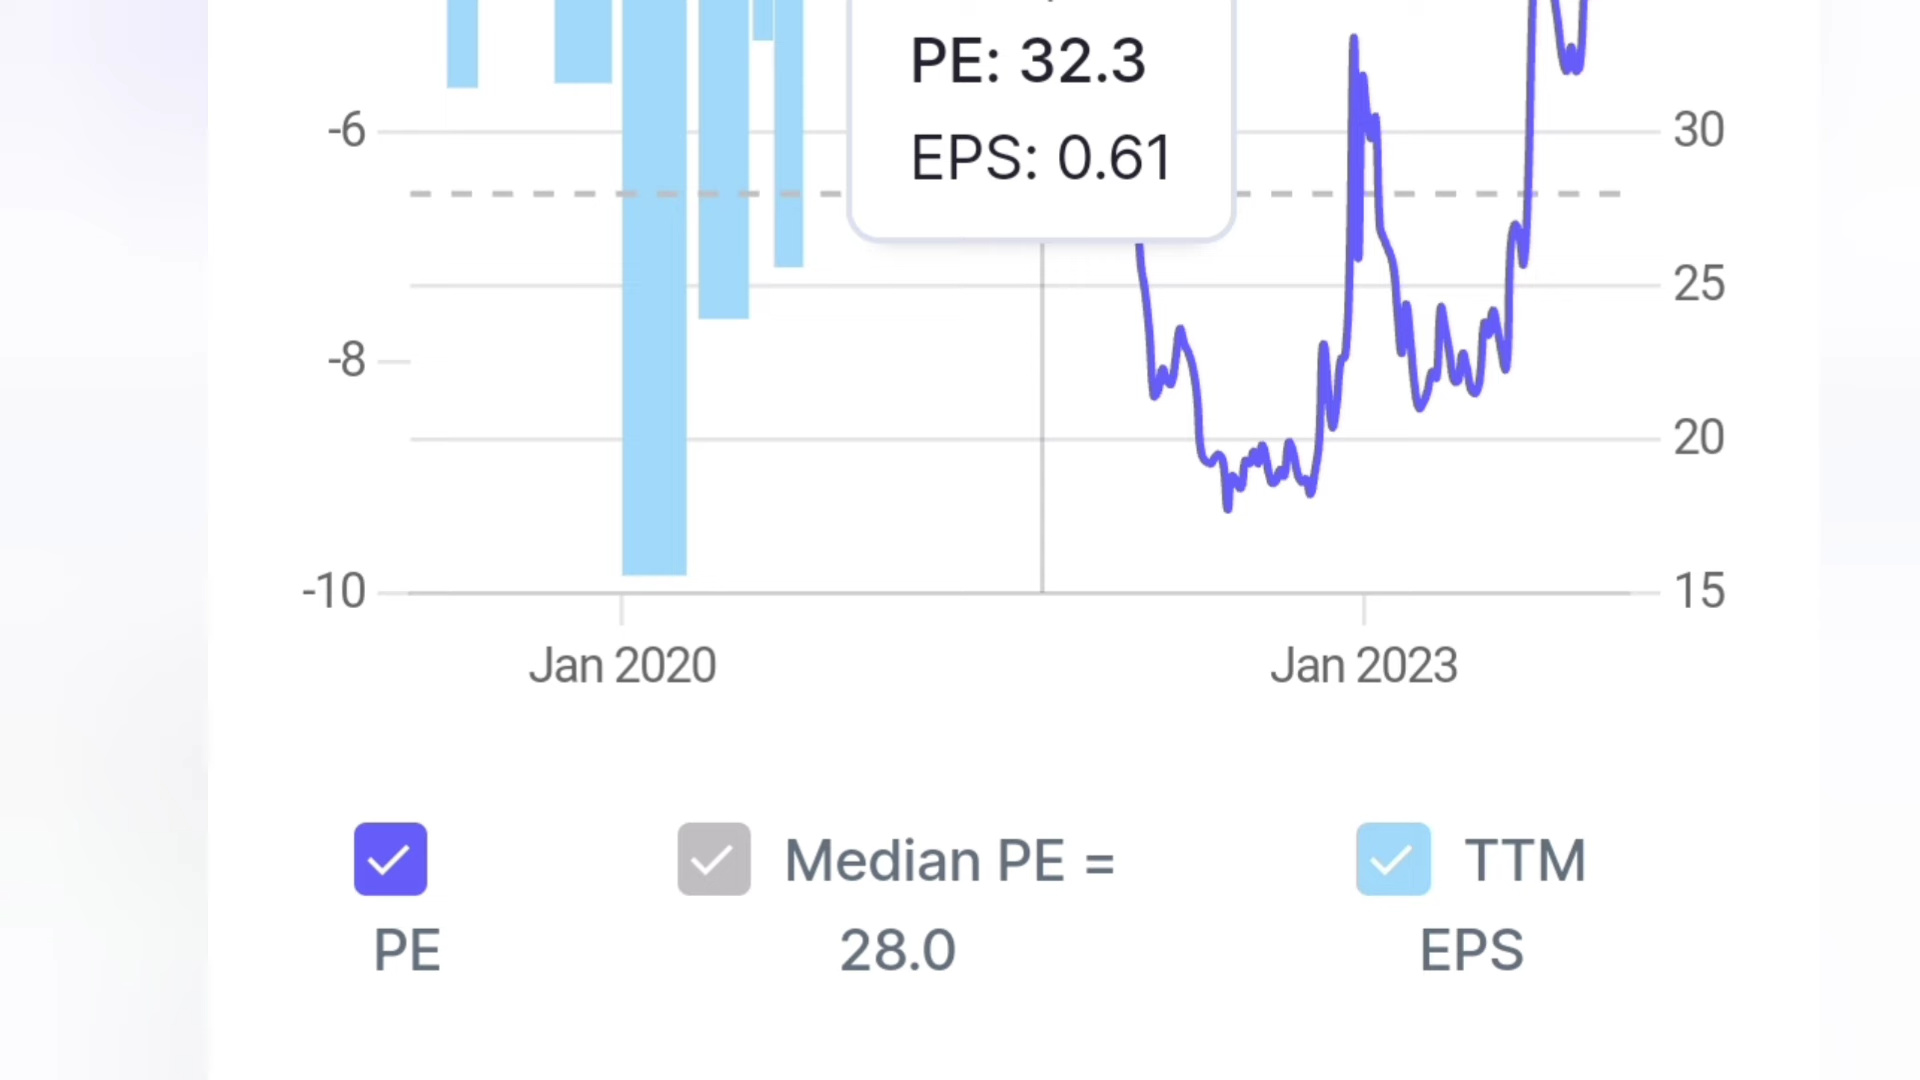 PE: 32.3
-6
30
EPS: 0.61
25
-8
20
-10
15
Jan 2020
Jan 2023
Median PE =
TTM
PE
28.0
EPS